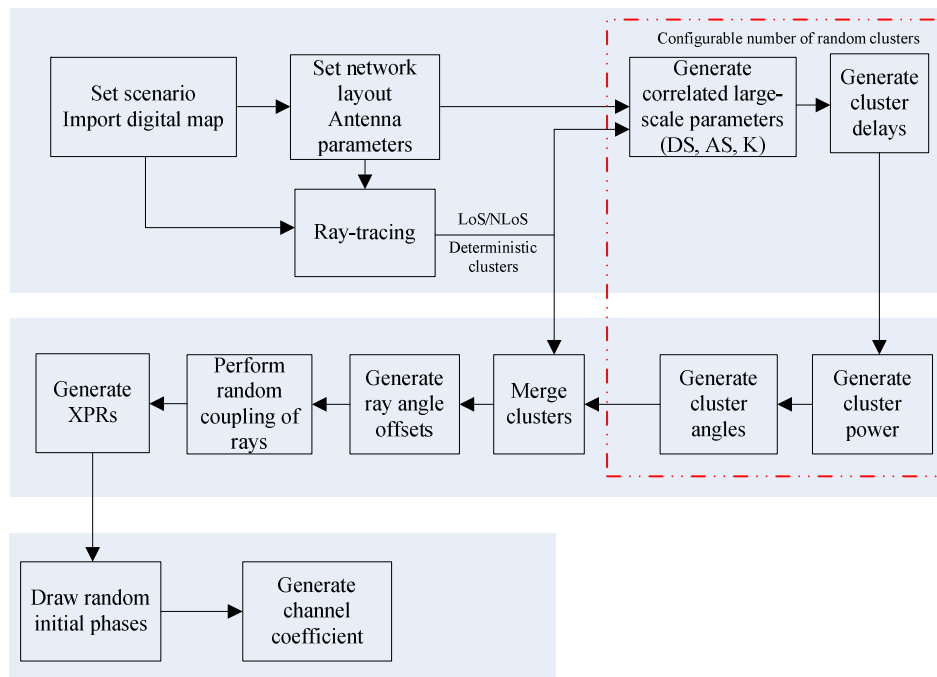 Configurable number of random clusters
Set scenario
Import digital map
Set network
layout
Antenna
parameters
Generate
correlated large-
scale parameters
(DS, AS, K)
Generate
cluster
delays
Ray-tracing
LoS/NLoS
Deterministic
clusters
Generate
XPRs
Perform
random
coupling of
rays
Generate
ray angle
offsets
Merge
clusters
Generate
cluster
angles
Generate
cluster
power
Draw random
initial phases
Generate
channel
coefficient